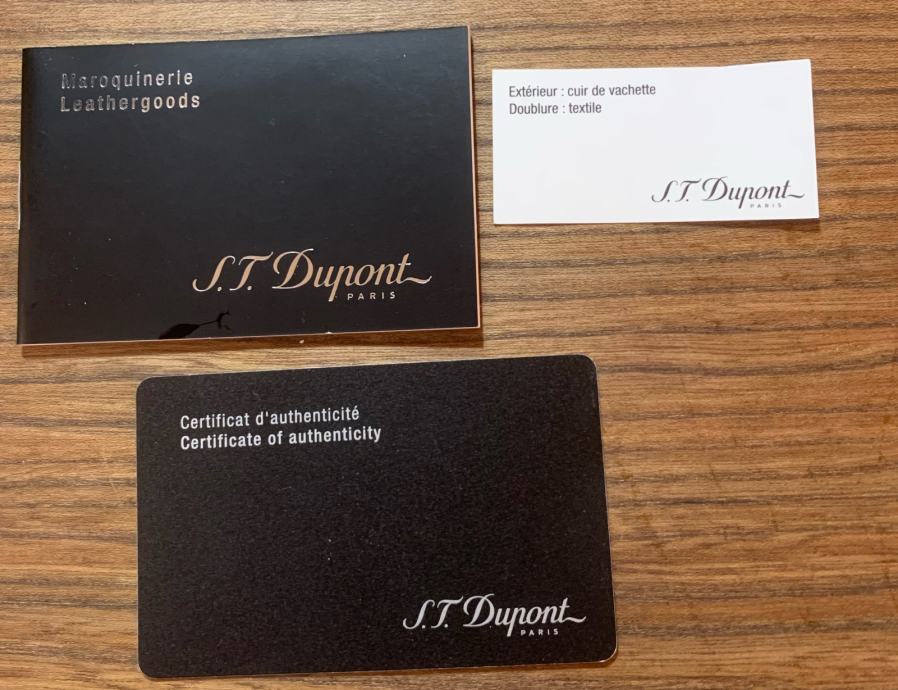 Maroquinerie
Leathergoods
S.T. Dupont
PARIS
Extérieur : cuir de vachette
Doublure : textile
S.T. Dupont
PARIS
Certificat d'authenticité
Certificate of authenticity
S.T. Dupont
PARIS